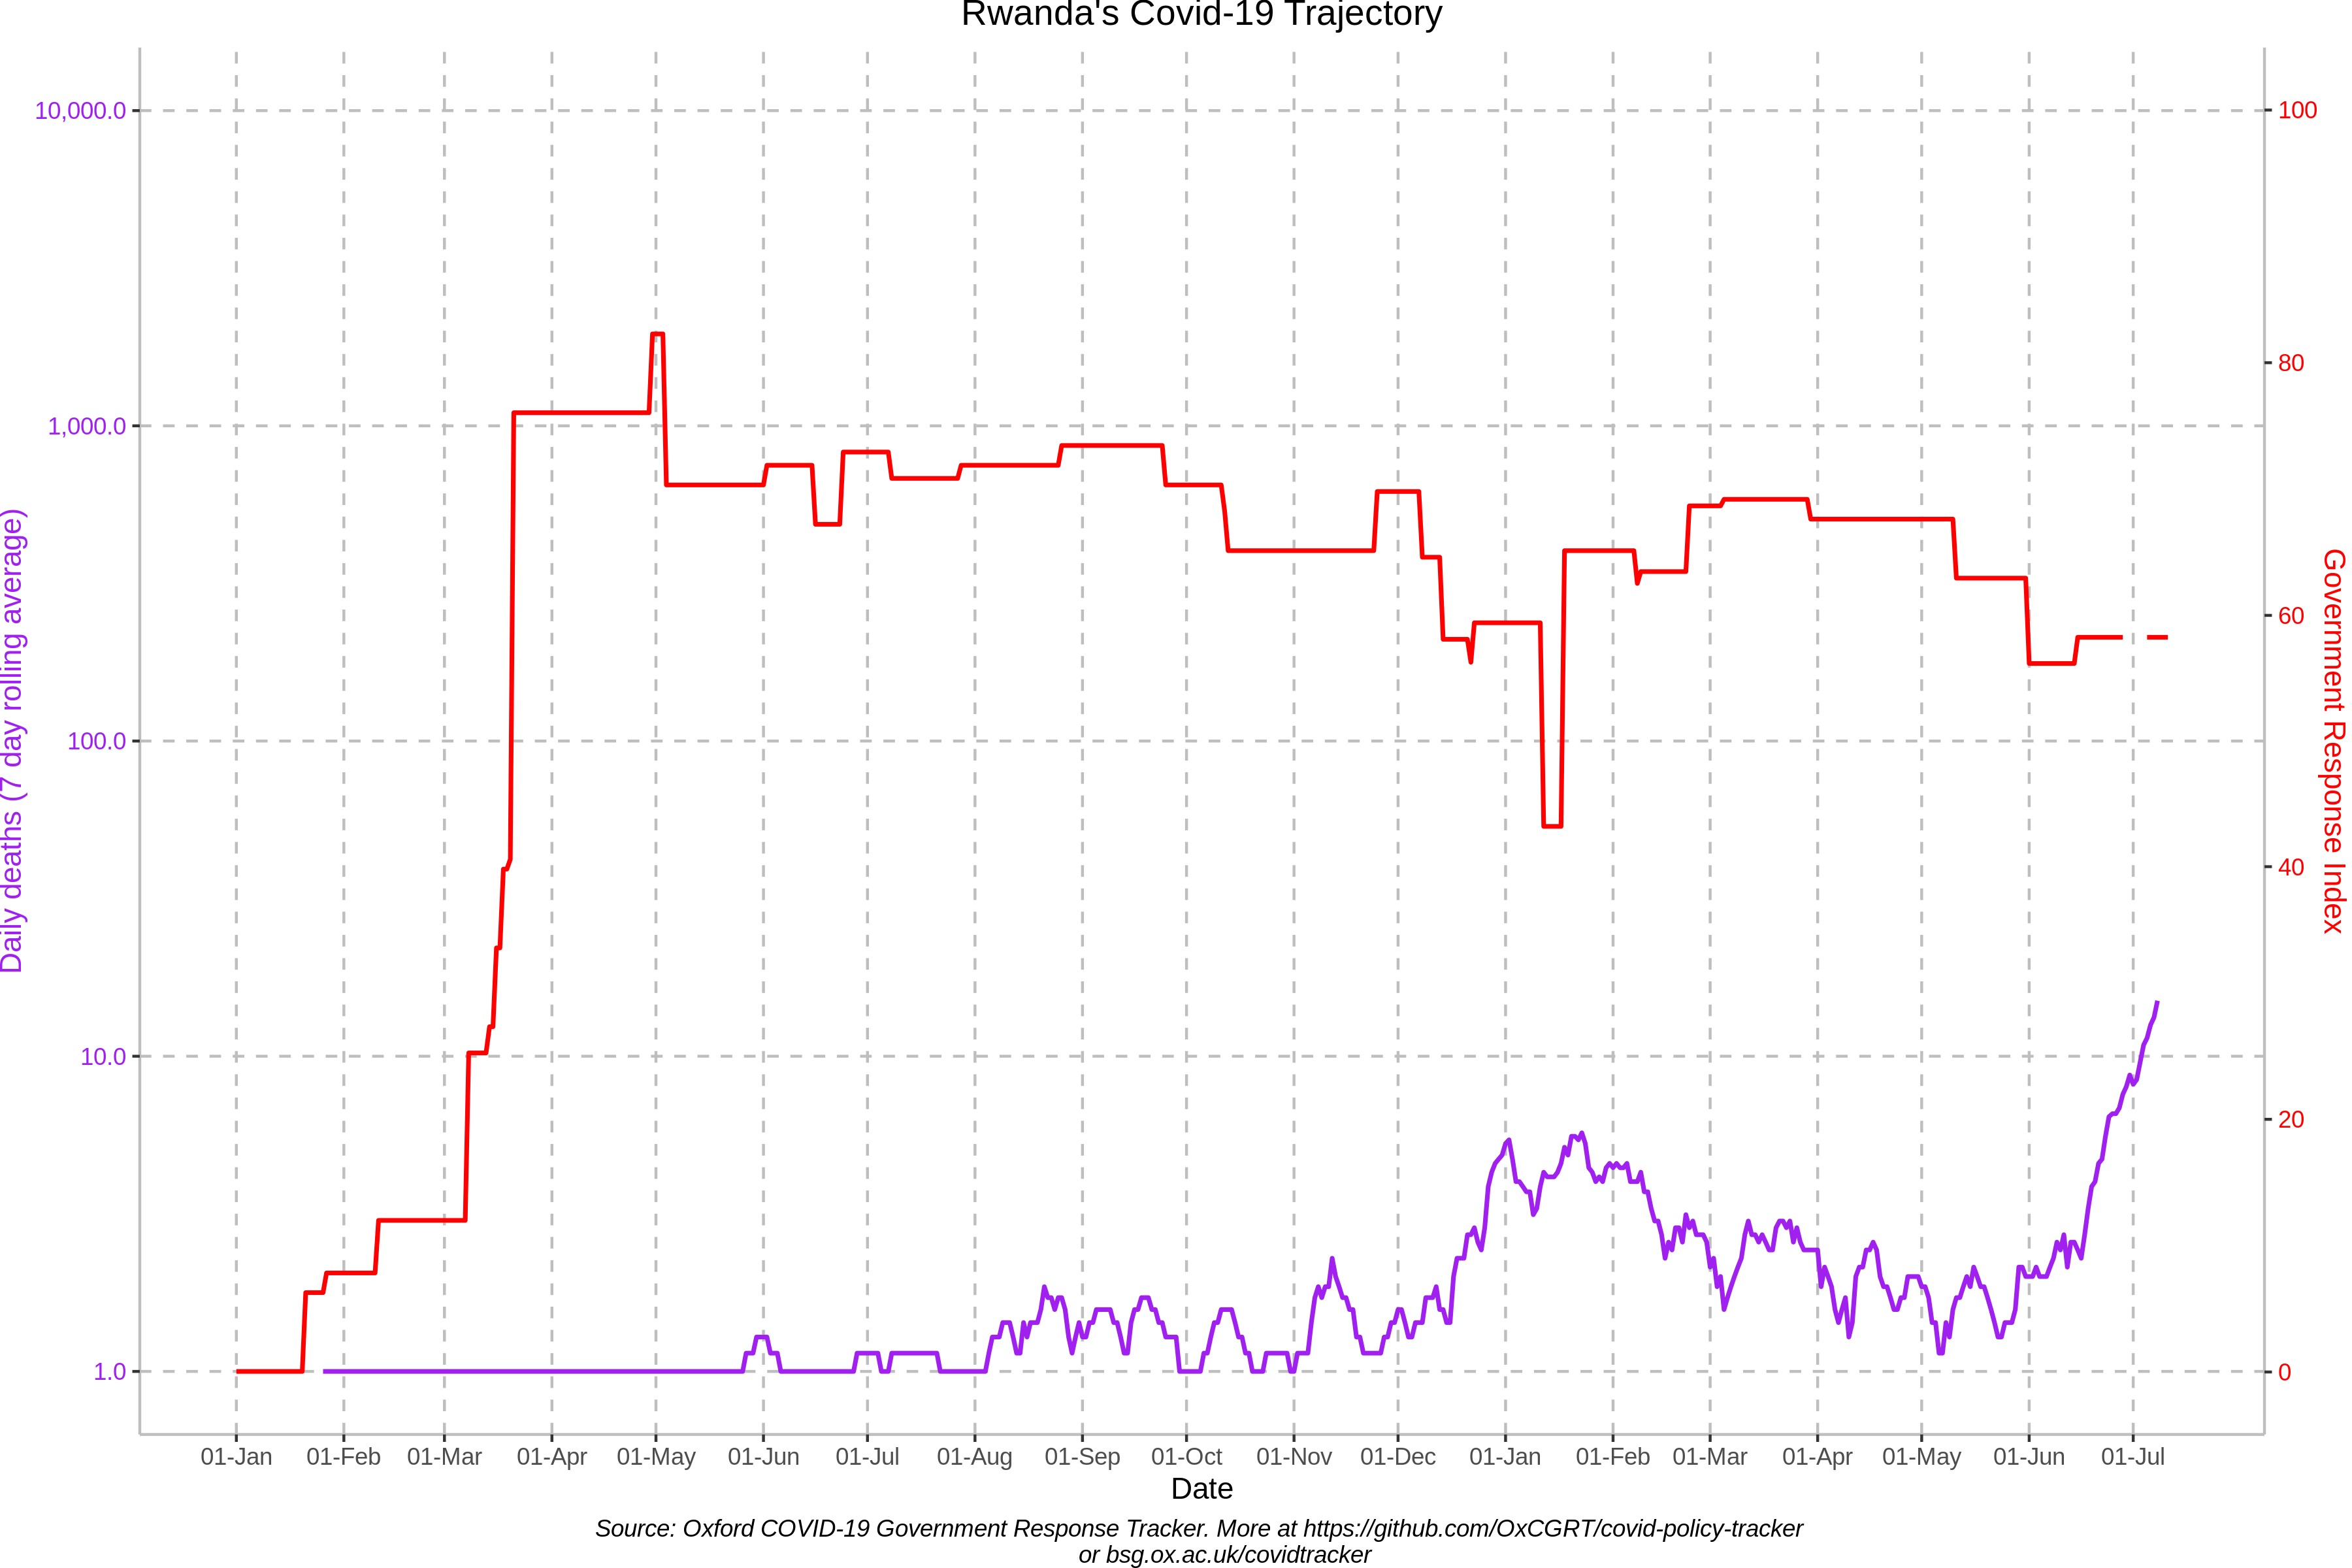 Rwanda's Covid-19 Trajectory
10,000.0
1,000.0
100.0
10.0
1.0
Daily deaths (7 day rolling average)
100
80
60
40
20
0
Government Response Index
01-Jan 01-Feb 01-Mar 01-Apr 01-May 01-Jun 01-Jul 01-Aug 01-Sep 01-Oct 01-Nov 01-Dec 01-Jan 01-Feb 01-Mar 01-Apr 01-May 01-Jun 01-Jul
Date
Source: Oxford COVID-19 Government Response Tracker. More at https://github.com/OxCGRT/covid-policy-tracker
or bsg.ox.ac.uk/covidtracker